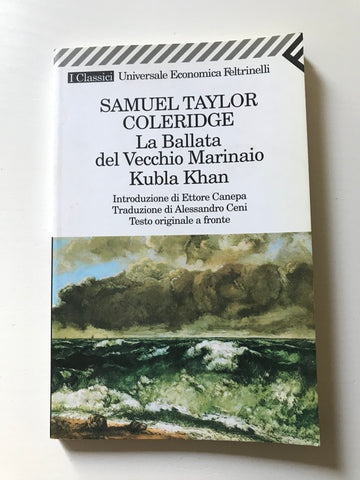 I Classici Universale Economica Feltrinelli
SAMUEL TAYLOR
COLERIDGE
La Ballata
del Vecchio Marinaio
Kubla Khan
Introduzione di Ettore Canepa
Traduzione di Alessandro Ceni
Testo originale a fronte